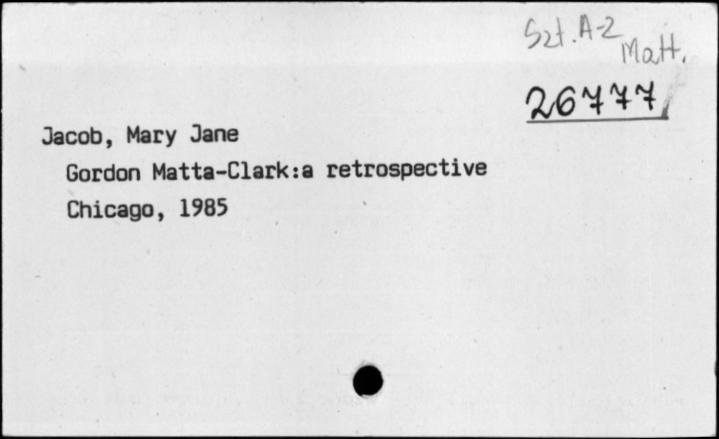 Szt. A-2
Matt.
26777
Jacob, Mary Jane
Gordon Matta-Clark:a retrospective
Chicago, 1985